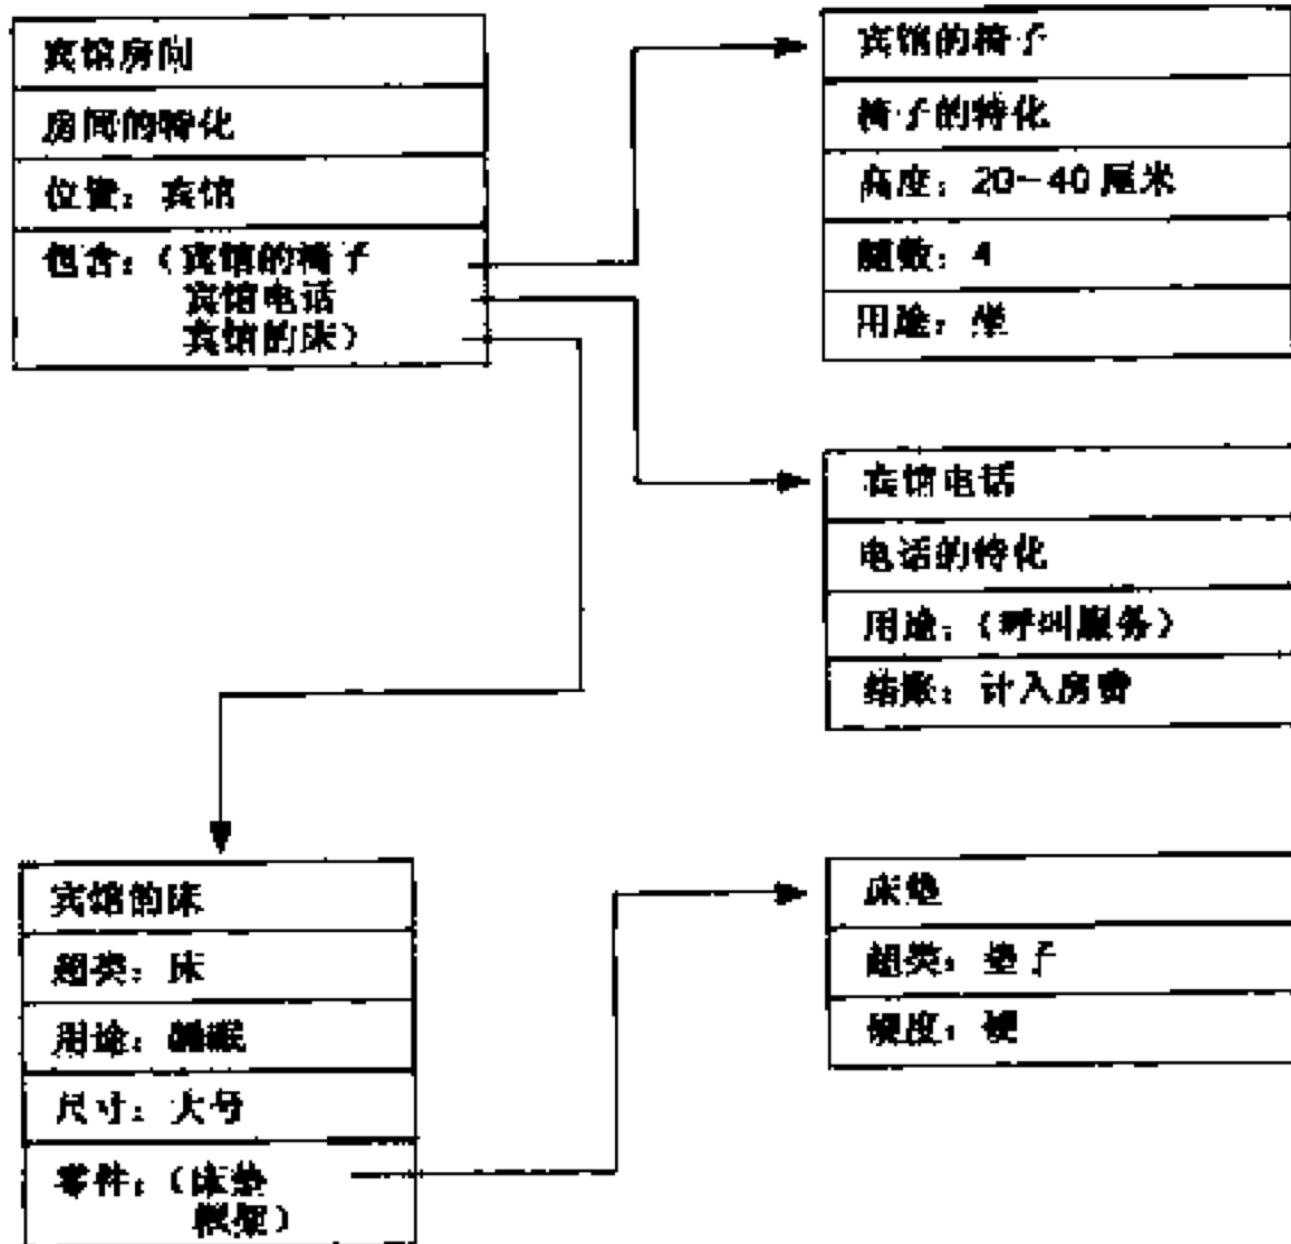 宾馆房间
房间的特化
位置：宾馆
包含：（宾馆的椅子
宾馆电话
宾馆的床）
宾馆的椅子
椅子的特化
高度：20-40厘米
腿数：4
用途：坐
宾馆电话
电话的特化
用途：（呼叫服务）
结账：计入房费
宾馆的床
超类：床
用途：睡眠
尺寸：大号
零件：（床垫
框架）
床垫
超类：垫子
硬度：硬